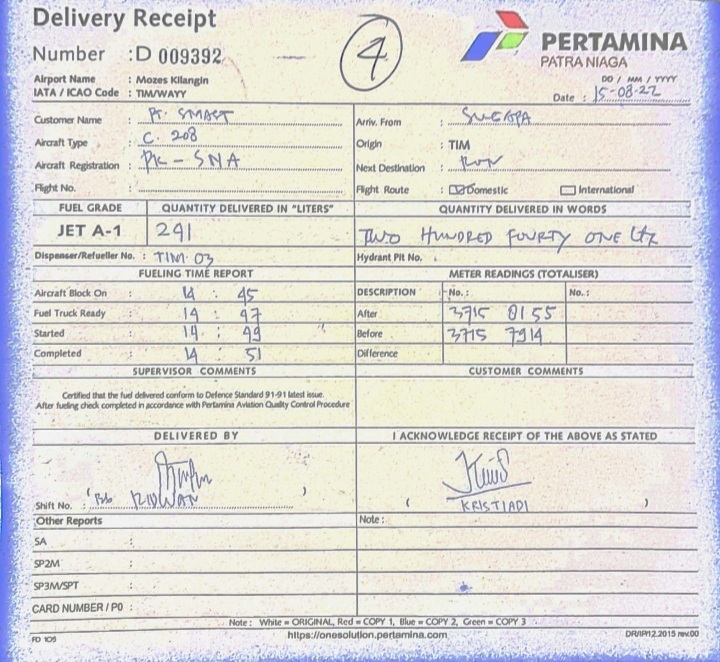 Delivery Receipt
Number : D 009392
4
PERTAMINA
PATRA NIAGA
Airport Name : Mozes Kilangin
IATA / ICAO Code : TIM/WAYY
DD / MM / YYYY
Date : 15-08-22
Customer Name : PT. SMART
Arriv. From :
Aircraft Type : C. 208
Origin : TIM
Aircraft Registration : PK - SNA
Next Destination :
Flight No. :
Flight Route : Domestic International
FUEL GRADE QUANTITY DELIVERED IN "LITERS" QUANTITY DELIVERED IN WORDS
JET A-1 241 TWO HUNDRED FOURTY ONE Ltr
Dispenser/Refueller No. : TIM. 03 Hydrant Pit No. :
FUELING TIME REPORT METER READINGS (TOTALISER)
Aircraft Block On : 14 : 45 DESCRIPTION No. : No. :
Fuel Truck Ready : 14 : 47 After 3715 8155
Started : 14 : 49 Before 3715 7914
Completed : 14 : 51 Difference
SUPERVISOR COMMENTS CUSTOMER COMMENTS
Certified that the fuel delivered conform to Defence Standard 91-91 latest issue.
After fueling check completed in accordance with Pertamina Aviation Quality Control Procedure
DELIVERED BY I ACKNOWLEDGE RECEIPT OF THE ABOVE AS STATED
Shift No. : ( RIDWAN ) ( KRISTIADI )
Other Reports Note :
SA :
SP2M :
SP3M/SPT :
CARD NUMBER / PO :
Note : White = ORIGINAL, Red = COPY 1, Blue = COPY 2, Green = COPY 3
FD 105 https://onesolution.pertamina.com DR/IP/12.2015 rev.00